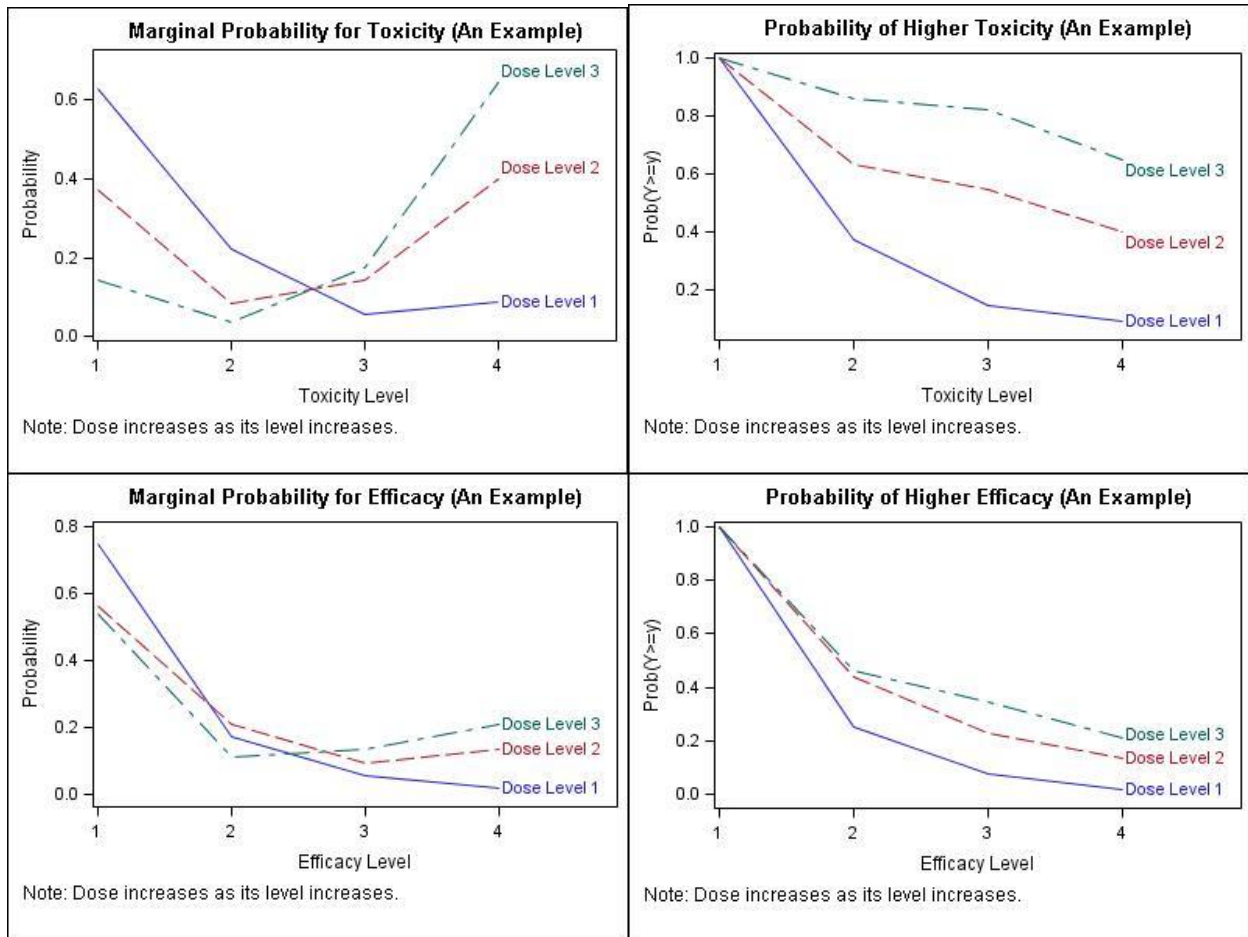 Marginal Probability for Toxicity (An Example)
Probability
0.6
0.4
0.2
0.0
Dose Level 3
Dose Level 2
Dose Level 1
1 2 3 4
Toxicity Level
Note: Dose increases as its level increases.
Probability of Higher Toxicity (An Example)
Prob(Y>=y)
1.0
0.8
0.6
0.4
0.2
Dose Level 3
Dose Level 2
Dose Level 1
1 2 3 4
Toxicity Level
Note: Dose increases as its level increases.
Marginal Probability for Efficacy (An Example)
Probability
0.8
0.6
0.4
0.2
0.0
Dose Level 3
Dose Level 2
Dose Level 1
1 2 3 4
Efficacy Level
Note: Dose increases as its level increases.
Probability of Higher Efficacy (An Example)
Prob(Y>=y)
1.0
0.8
0.6
0.4
0.2
0.0
Dose Level 3
Dose Level 2
Dose Level 1
1 2 3 4
Efficacy Level
Note: Dose increases as its level increases.